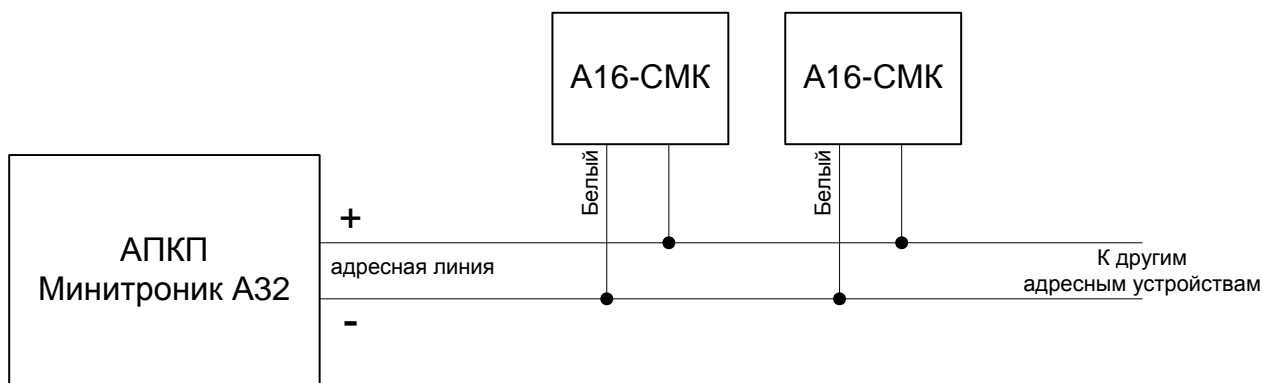 А16-СМК
А16-СМК
Белый
Белый
АПКП
Минитроник А32
+
адресная линия
-
К другим
адресным устройствам